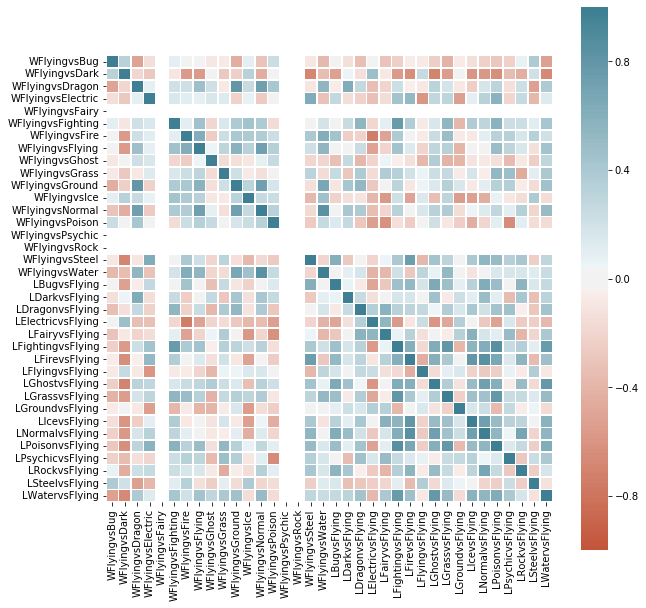 WFlyingvsBug
WFlyingvsDark
WFlyingvsDragon
WFlyingvsElectric
WFlyingvsFairy
WFlyingvsFighting
WFlyingvsFire
WFlyingvsFlying
WFlyingvsGhost
WFlyingvsGrass
WFlyingvsGround
WFlyingvsIce
WFlyingvsNormal
WFlyingvsPoison
WFlyingvsPsychic
WFlyingvsRock
WFlyingvsSteel
WFlyingvsWater
LBugvsFlying
LDarkvsFlying
LDragonvsFlying
LElectricvsFlying
LFairyvsFlying
LFightingvsFlying
LFirevsFlying
LFlyingvsFlying
LGhostvsFlying
LGrassvsFlying
LGroundvsFlying
LIcevsFlying
LNormalvsFlying
LPoisonvsFlying
LPsychicvsFlying
LRockvsFlying
LSteelvsFlying
LWatervsFlying
WFlyingvsBug
WFlyingvsDark
WFlyingvsDragon
WFlyingvsElectric
WFlyingvsFairy
WFlyingvsFighting
WFlyingvsFire
WFlyingvsFlying
WFlyingvsGhost
WFlyingvsGrass
WFlyingvsGround
WFlyingvsIce
WFlyingvsNormal
WFlyingvsPoison
WFlyingvsPsychic
WFlyingvsRock
WFlyingvsSteel
WFlyingvsWater
LBugvsFlying
LDarkvsFlying
LDragonvsFlying
LElectricvsFlying
LFairyvsFlying
LFightingvsFlying
LFirevsFlying
LFlyingvsFlying
LGhostvsFlying
LGrassvsFlying
LGroundvsFlying
LIcevsFlying
LNormalvsFlying
LPoisonvsFlying
LPsychicvsFlying
LRockvsFlying
LSteelvsFlying
LWatervsFlying
0.8
0.4
0.0
−0.4
−0.8